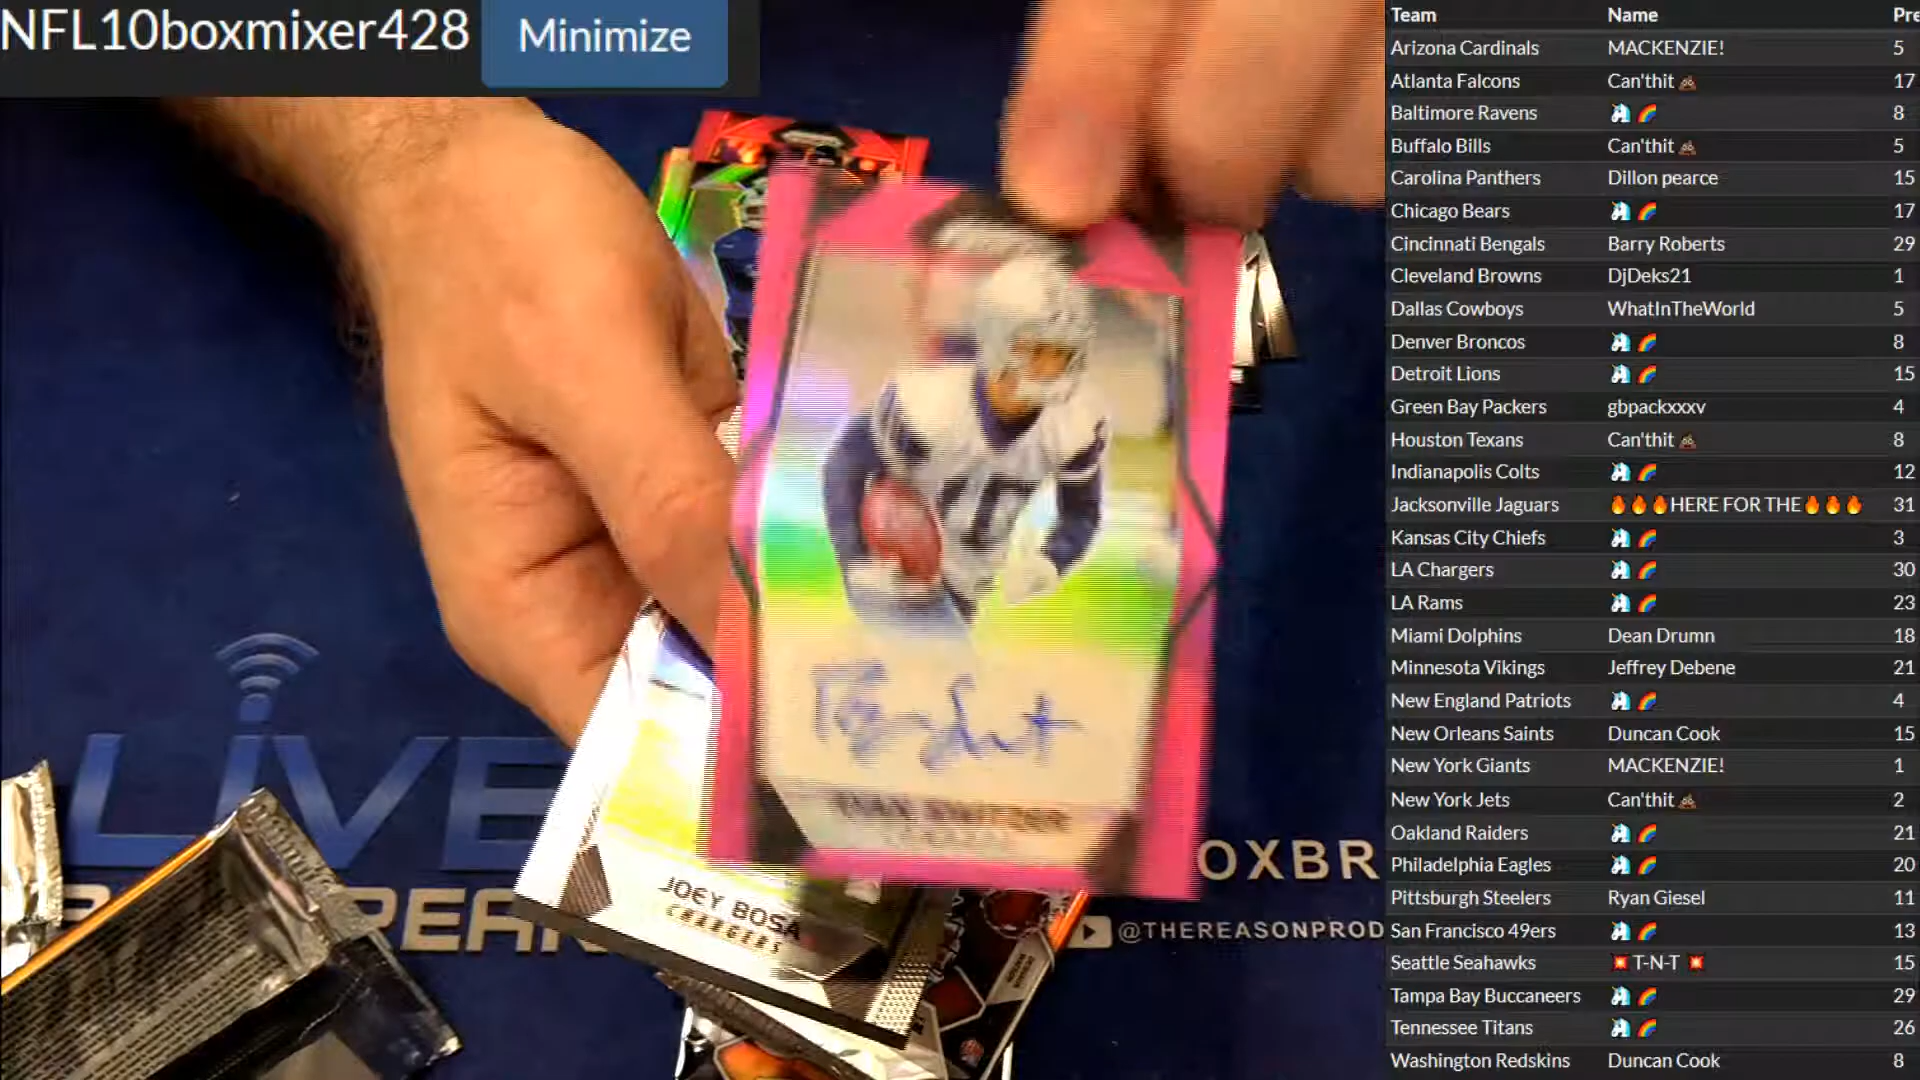 NFL10boxmixer428
Minimize
Team Name Pre
Arizona Cardinals MACKENZIE! 5
Atlanta Falcons Can'thit 💩 17
Baltimore Ravens 🦄 🌈 8
Buffalo Bills Can'thit 💩 5
Carolina Panthers Dillon pearce 15
Chicago Bears 🦄 🌈 17
Cincinnati Bengals Barry Roberts 29
Cleveland Browns DjDeks21 1
Dallas Cowboys WhatInTheWorld 5
Denver Broncos 🦄 🌈 8
Detroit Lions 🦄 🌈 15
Green Bay Packers gbpackxxxv 4
Houston Texans Can'thit 💩 8
Indianapolis Colts 🦄 🌈 12
Jacksonville Jaguars 🔥🔥🔥HERE FOR THE🔥🔥🔥 31
Kansas City Chiefs 🦄 🌈 3
LA Chargers 🦄 🌈 30
LA Rams 🦄 🌈 23
Miami Dolphins Dean Drumn 18
Minnesota Vikings Jeffrey Debene 21
New England Patriots 🦄 🌈 4
New Orleans Saints Duncan Cook 15
New York Giants MACKENZIE! 1
New York Jets Can'thit 💩 2
Oakland Raiders 🦄 🌈 21
Philadelphia Eagles 🦄 🌈 20
Pittsburgh Steelers Ryan Giesel 11
San Francisco 49ers 🦄 🌈 13
Seattle Seahawks 💥 T-N-T 💥 15
Tampa Bay Buccaneers 🦄 🌈 29
Tennessee Titans 🦄 🌈 26
Washington Redskins Duncan Cook 8
RYAN SWITZER
JOEY BOSA
CHARGERS
LIVE
OXBR
@THEREASONPROD